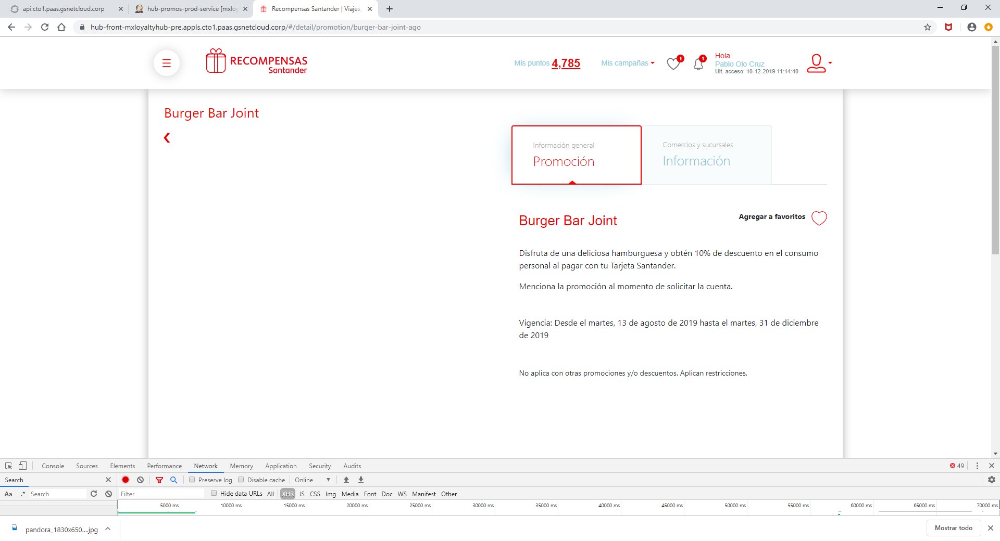 api.cto1.paas.gsnetcloud.corp
hub-promos-prod-service [mxloy
Recompensas Santander | Viajes,
hub-front-mxloyaltyhub-pre.appls.cto1.paas.gsnetcloud.corp/#/detail/promotion/burger-bar-joint-ago
RECOMPENSAS
Santander
Mis puntos 4,785
Mis campañas
1
1
Hola
Pablo Olo Cruz
Ult. acceso: 10-12-2019 11:14:40
Burger Bar Joint
Información general
Promoción
Comercios y sucursales
Información
Burger Bar Joint
Agregar a favoritos
Disfruta de una deliciosa hamburguesa y obtén 10% de descuento en el consumo
personal al pagar con tu Tarjeta Santander.
Menciona la promoción al momento de solicitar la cuenta.
Vigencia: Desde el martes, 13 de agosto de 2019 hasta el martes, 31 de diciembre
de 2019
No aplica con otras promociones y/o descuentos. Aplican restricciones.
Console Sources Elements Performance Network Memory Application Security Audits 49
Search Preserve log Disable cache Online
Aa .* Search Filter Hide data URLs All XHR JS CSS Img Media Font Doc WS Manifest Other
5000 ms 10000 ms 15000 ms 20000 ms 25000 ms 30000 ms 35000 ms 40000 ms 45000 ms 50000 ms 55000 ms 60000 ms 65000 ms 70000 ms
pandora_1830x650....jpg
Mostrar todo